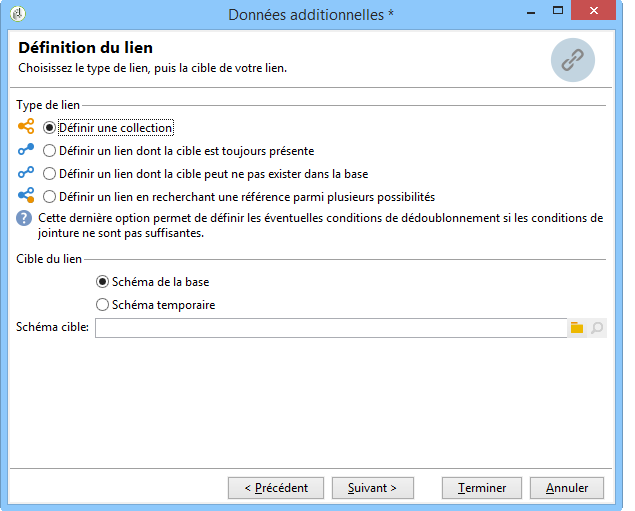 Données additionnelles *
Définition du lien
Choisissez le type de lien, puis la cible de votre lien.
Type de lien
Définir une collection
Définir un lien dont la cible est toujours présente
Définir un lien dont la cible peut ne pas exister dans la base
Définir un lien en recherchant une référence parmi plusieurs possibilités
Cette dernière option permet de définir les éventuelles conditions de dédoublonnement si les conditions de
jointure ne sont pas suffisantes.
Cible du lien
Schéma de la base
Schéma temporaire
Schéma cible:
< Précédent Suivant > Terminer Annuler